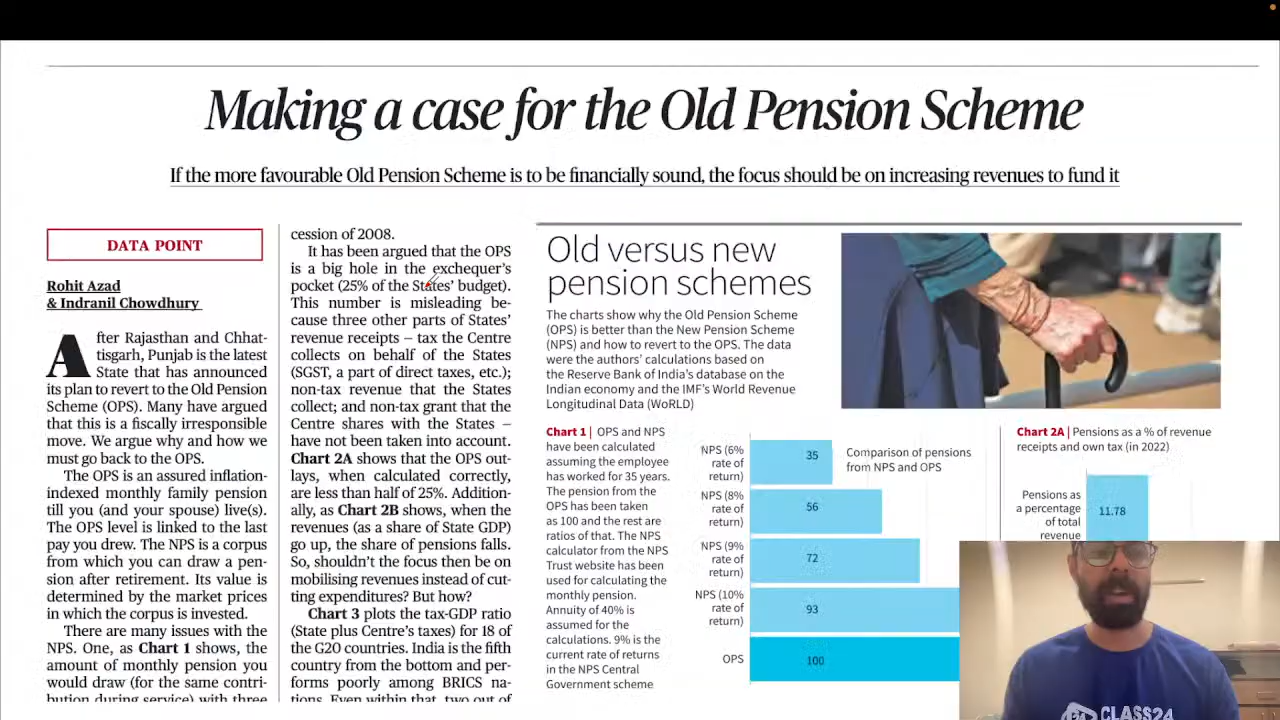 Making a case for the Old Pension Scheme
If the more favourable Old Pension Scheme is to be financially sound, the focus should be on increasing revenues to fund it
DATA POINT
Rohit Azad
& Indranil Chowdhury
After Rajasthan and Chhat-
tisgarh, Punjab is the latest
State that has announced
its plan to revert to the Old Pension
Scheme (OPS). Many have argued
that this is a fiscally irresponsible
move. We argue why and how we
must go back to the OPS.
The OPS is an assured inflation-
indexed monthly family pension
till you (and your spouse) live(s).
The OPS level is linked to the last
pay you drew. The NPS is a corpus
from which you can draw a pen-
sion after retirement. Its value is
determined by the market prices
in which the corpus is invested.
There are many issues with the
NPS. One, as Chart 1 shows, the
amount of monthly pension you
would draw (for the same contri-
bution during service) with three
cession of 2008.
It has been argued that the OPS
is a big hole in the exchequer's
pocket (25% of the States' budget).
This number is misleading be-
cause three other parts of States'
revenue receipts – tax the Centre
collects on behalf of the States
(SGST, a part of direct taxes, etc.);
non-tax revenue that the States
collect; and non-tax grant that the
Centre shares with the States –
have not been taken into account.
Chart 2A shows that the OPS out-
lays, when calculated correctly,
are less than half of 25%. Addition-
ally, as Chart 2B shows, when the
revenues (as a share of State GDP)
go up, the share of pensions falls.
So, shouldn't the focus then be on
mobilising revenues instead of cut-
ting expenditures? But how?
Chart 3 plots the tax-GDP ratio
(State plus Centre's taxes) for 18 of
the G20 countries. India is the fifth
country from the bottom and per-
forms poorly among BRICS na-
tions. Even within that, two out of
Old versus new
pension schemes
The charts show why the Old Pension Scheme
(OPS) is better than the New Pension Scheme
(NPS) and how to revert to the OPS. The data
were the authors' calculations based on
the Reserve Bank of India's database on the
Indian economy and the IMF's World Revenue
Longitudinal Data (WoRLD)
Chart 1 | OPS and NPS
have been calculated
assuming the employee
has worked for 35 years.
The pension from the
OPS has been taken
as 100 and the rest are
ratios of that. The NPS
calculator from the NPS
Trust website has been
used for calculating the
monthly pension.
Annuity of 40% is
assumed for the
calculations. 9% is the
current rate of returns
in the NPS Central
Government scheme
NPS (6%
rate of
return)
35
NPS (8%
rate of
return)
56
NPS (9%
rate of
return)
72
NPS (10%
rate of
return)
93
OPS
100
Comparison of pensions
from NPS and OPS
Chart 2A | Pensions as a % of revenue
receipts and own tax (in 2022)
Pensions as
a percentage
of total
revenue
11.78
CLASS24